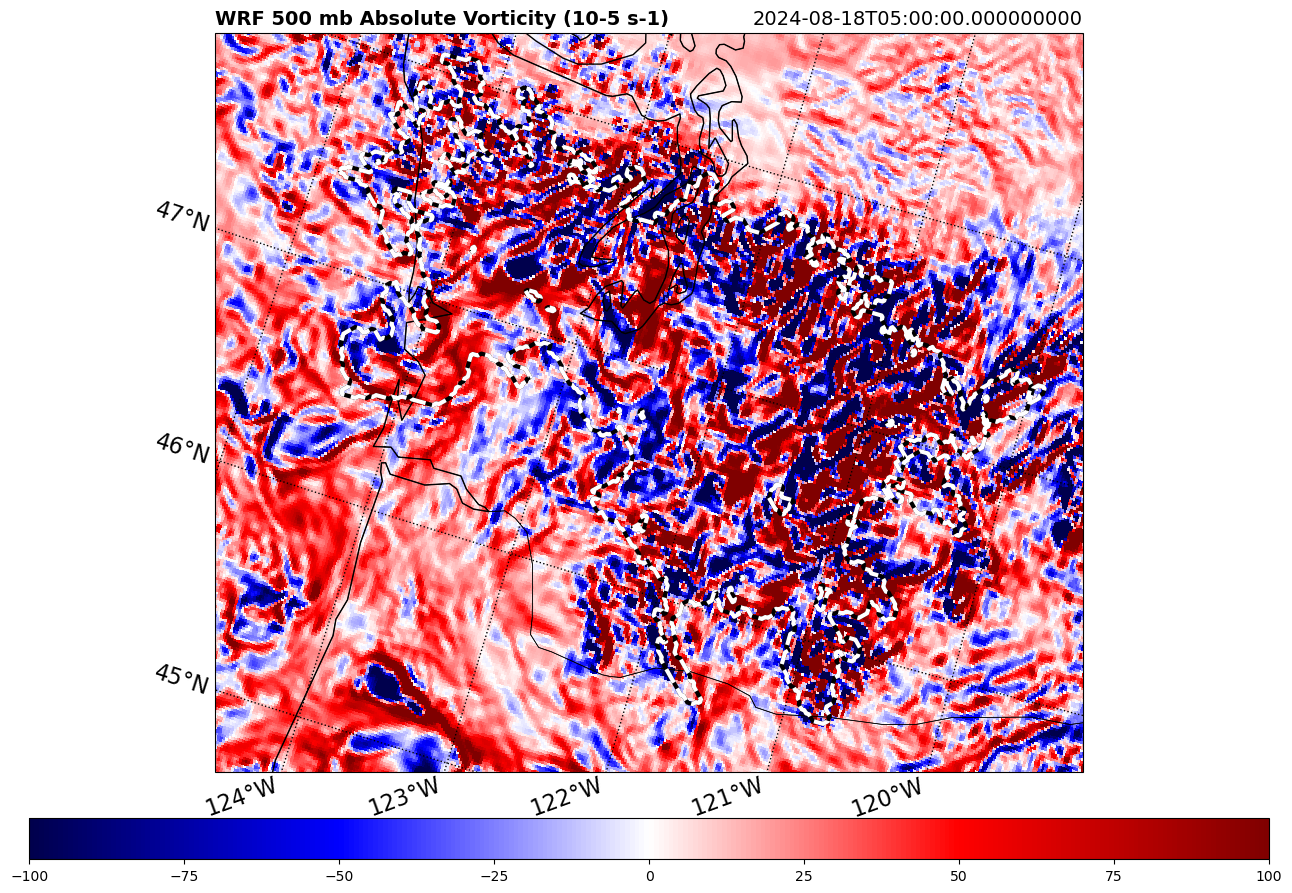 WRF 500 mb Absolute Vorticity (10-5 s-1) 2024-08-18T05:00:00.000000000
47°N
46°N
45°N
124°W 123°W 122°W 121°W 120°W
−100 −75 −50 −25 0 25 50 75 100